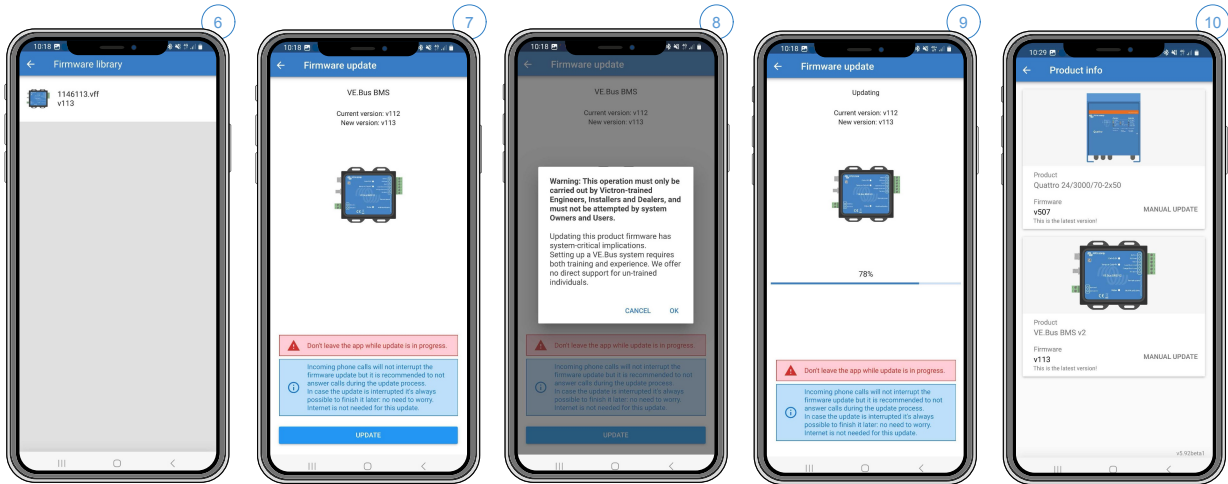 6
10:18
Firmware library
1146113.vff
v113
7
10:18
Firmware update
VE.Bus BMS
Current version: v112
New version: v113
Don't leave the app while update is in progress.
Incoming phone calls will not interrupt the
firmware update but it is recommended to not
answer calls during the update process.
In case the update is interrupted it's always
possible to finish it later: no need to worry.
Internet is not needed for this update.
UPDATE
8
10:18
Firmware update
VE.Bus BMS
Current version: v112
New version: v113
Warning: This operation must only be
carried out by Victron-trained
Engineers, Installers and Dealers, and
must not be attempted by system
Owners and Users.
Updating this product firmware has
system-critical implications.
Setting up a VE.Bus system requires
both training and experience. We offer
no direct support for un-trained
individuals.
CANCEL OK
Don't leave the app while update is in progress.
Incoming phone calls will not interrupt the
firmware update but it is recommended to not
answer calls during the update process.
In case the update is interrupted it's always
possible to finish it later: no need to worry.
Internet is not needed for this update.
UPDATE
9
10:18
Firmware update
Updating
Current version: v112
New version: v113
78%
Don't leave the app while update is in progress.
Incoming phone calls will not interrupt the
firmware update but it is recommended to not
answer calls during the update process.
In case the update is interrupted it's always
possible to finish it later: no need to worry.
Internet is not needed for this update.
10
10:29
Product info
Product
Quattro 24/3000/70-2x50
Firmware
v507
MANUAL UPDATE
This is the latest version!
Product
VE.Bus BMS v2
Firmware
v113
MANUAL UPDATE
This is the latest version!
v5.92beta1